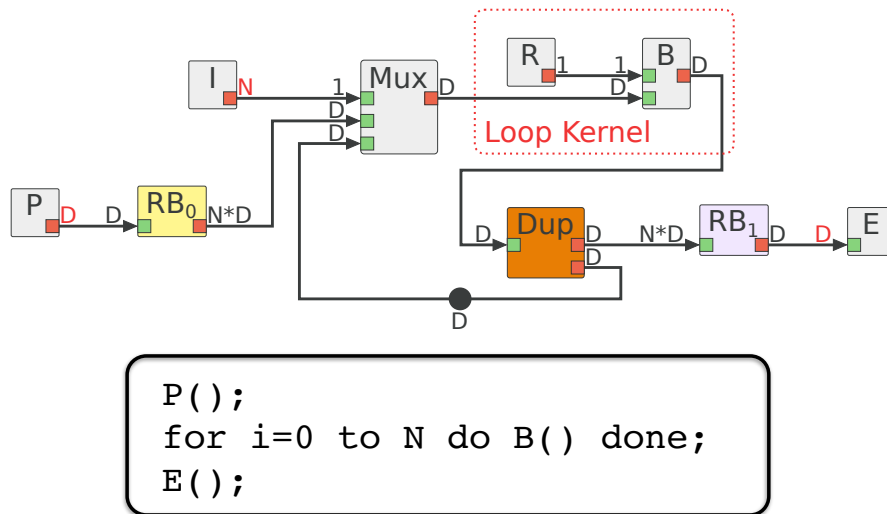 R 1 1 B D
I N 1 Mux D D
D
D
Loop Kernel
P D D RB₀ N*D
D Dup D N*D RB₁ D D E
D
D
P();
for i=0 to N do B() done;
E();